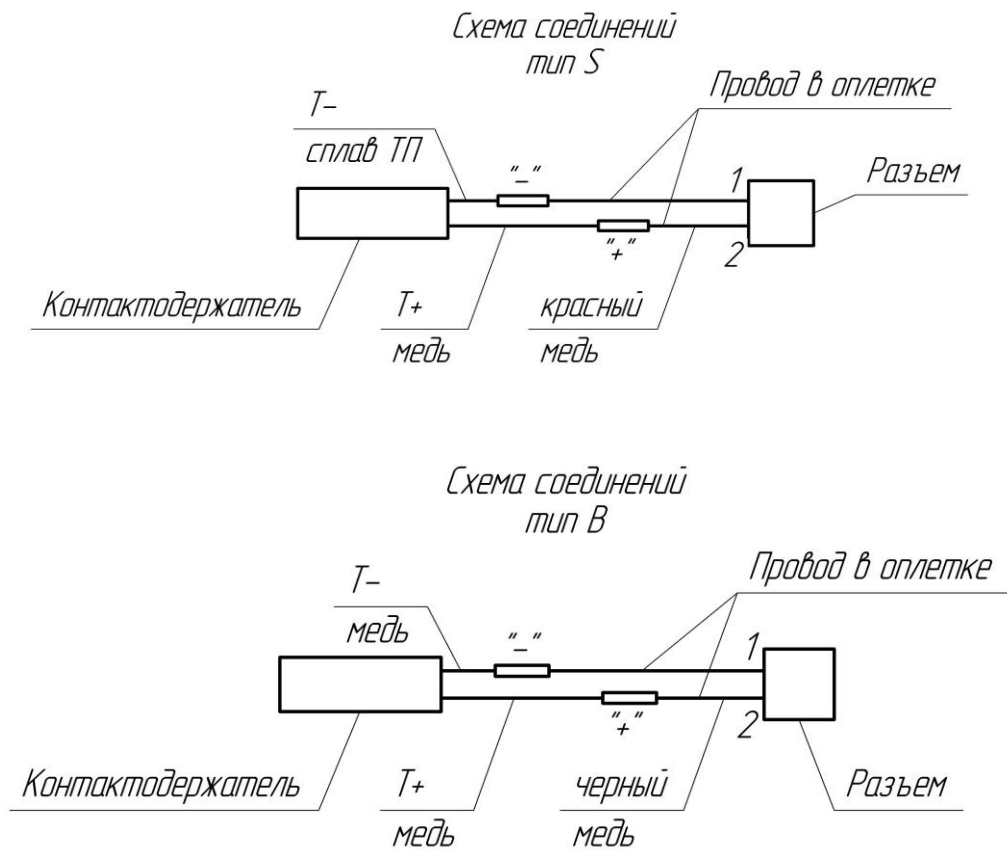 Схема соединений
тип S
Т-
сплав ТП
Провод в оплетке
"-"
1
Разъем
"+"
2
Контактодержатель
Т+
медь
красный
медь
Схема соединений
тип В
Т-
медь
Провод в оплетке
"-"
1
"+"
2
Контактодержатель
Т+
медь
черный
медь
Разъем